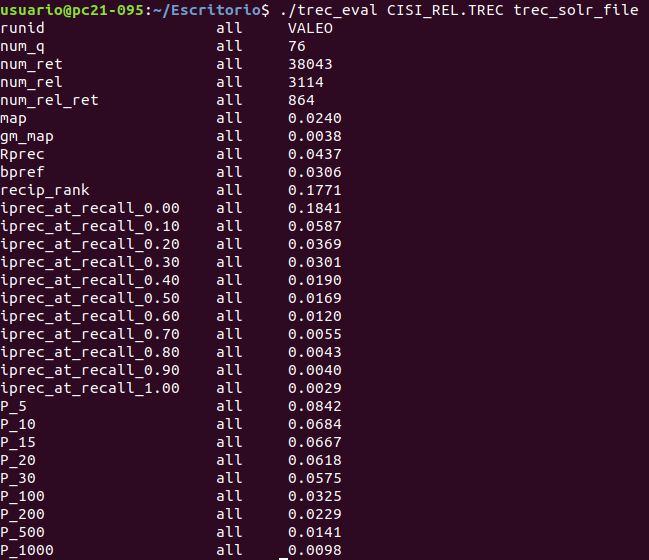 usuario@pc21-095:~/Escritorio$ ./trec_eval CISI_REL.TREC trec_solr_file
runid all VALEO
num_q all 76
num_ret all 38043
num_rel all 3114
num_rel_ret all 864
map all 0.0240
gm_map all 0.0038
Rprec all 0.0437
bpref all 0.0306
recip_rank all 0.1771
iprec_at_recall_0.00 all 0.1841
iprec_at_recall_0.10 all 0.0587
iprec_at_recall_0.20 all 0.0369
iprec_at_recall_0.30 all 0.0301
iprec_at_recall_0.40 all 0.0190
iprec_at_recall_0.50 all 0.0169
iprec_at_recall_0.60 all 0.0120
iprec_at_recall_0.70 all 0.0055
iprec_at_recall_0.80 all 0.0043
iprec_at_recall_0.90 all 0.0040
iprec_at_recall_1.00 all 0.0029
P_5 all 0.0842
P_10 all 0.0684
P_15 all 0.0667
P_20 all 0.0618
P_30 all 0.0575
P_100 all 0.0325
P_200 all 0.0229
P_500 all 0.0141
P_1000 all 0.0098